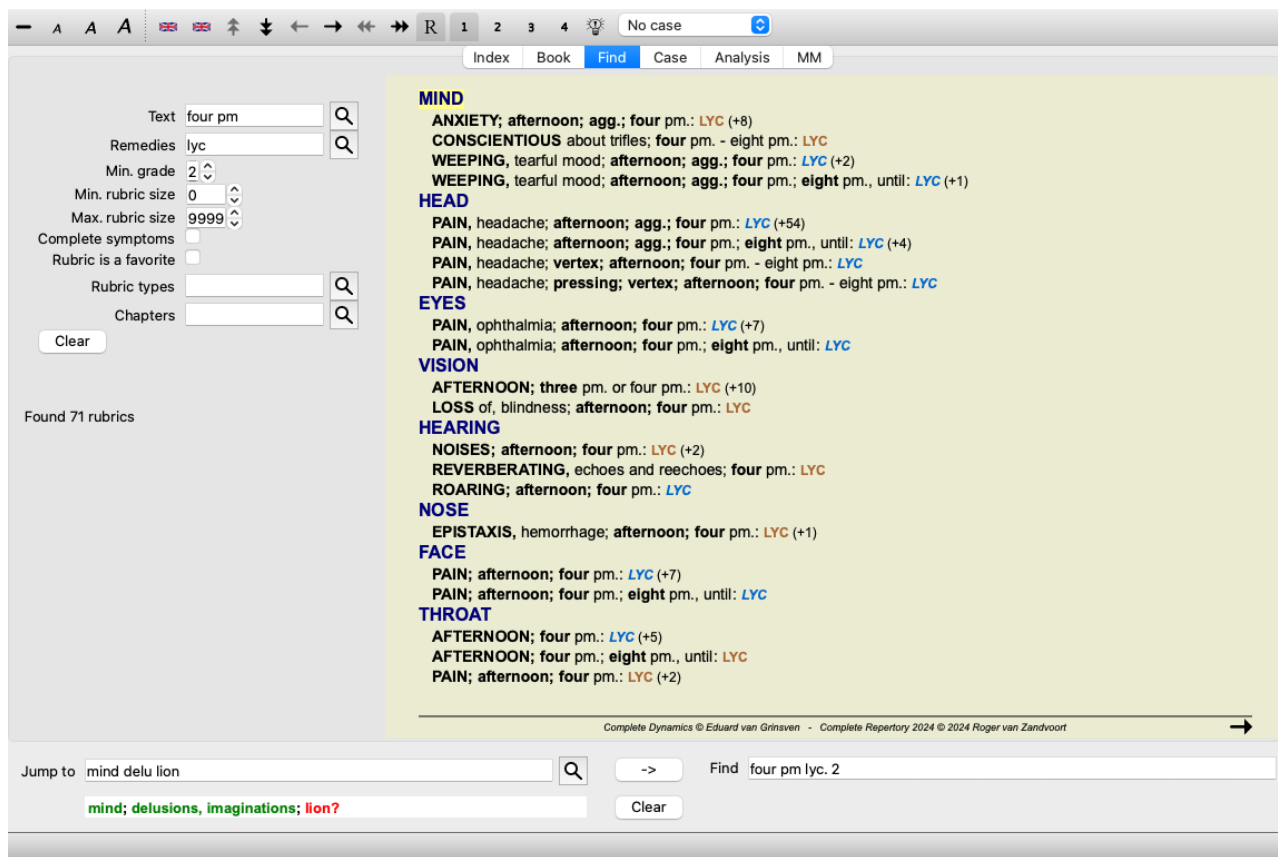 A A A R 1 2 3 4 No case
Index Book Find Case Analysis MM
Text four pm
Remedies lyc
Min. grade 2
Min. rubric size 0
Max. rubric size 9999
Complete symptoms
Rubric is a favorite
Rubric types
Chapters
Clear
Found 71 rubrics
MIND
ANXIETY; afternoon; agg.; four pm.: LYC (+8)
CONSCIENTIOUS about trifles; four pm. - eight pm.: LYC
WEEPING, tearful mood; afternoon; agg.; four pm.: LYC (+2)
WEEPING, tearful mood; afternoon; agg.; four pm.; eight pm., until: LYC (+1)
HEAD
PAIN, headache; afternoon; agg.; four pm.: LYC (+54)
PAIN, headache; afternoon; agg.; four pm.; eight pm., until: LYC (+4)
PAIN, headache; vertex; afternoon; four pm. - eight pm.: LYC
PAIN, headache; pressing; vertex; afternoon; four pm. - eight pm.: LYC
EYES
PAIN, ophthalmia; afternoon; four pm.: LYC (+7)
PAIN, ophthalmia; afternoon; four pm.; eight pm., until: LYC
VISION
AFTERNOON; three pm. or four pm.: LYC (+10)
LOSS of, blindness; afternoon; four pm.: LYC
HEARING
NOISES; afternoon; four pm.: LYC (+2)
REVERBERATING, echoes and reechoes; four pm.: LYC
ROARING; afternoon; four pm.: LYC
NOSE
EPISTAXIS, hemorrhage; afternoon; four pm.: LYC (+1)
FACE
PAIN; afternoon; four pm.: LYC (+7)
PAIN; afternoon; four pm.; eight pm., until: LYC
THROAT
AFTERNOON; four pm.: LYC (+5)
AFTERNOON; four pm.; eight pm., until: LYC
PAIN; afternoon; four pm.: LYC (+2)
Complete Dynamics © Eduard van Grinsven - Complete Repertory 2024 © 2024 Roger van Zandvoort
Jump to mind delu lion -> Find four pm lyc. 2
mind; delusions, imaginations; lion? Clear